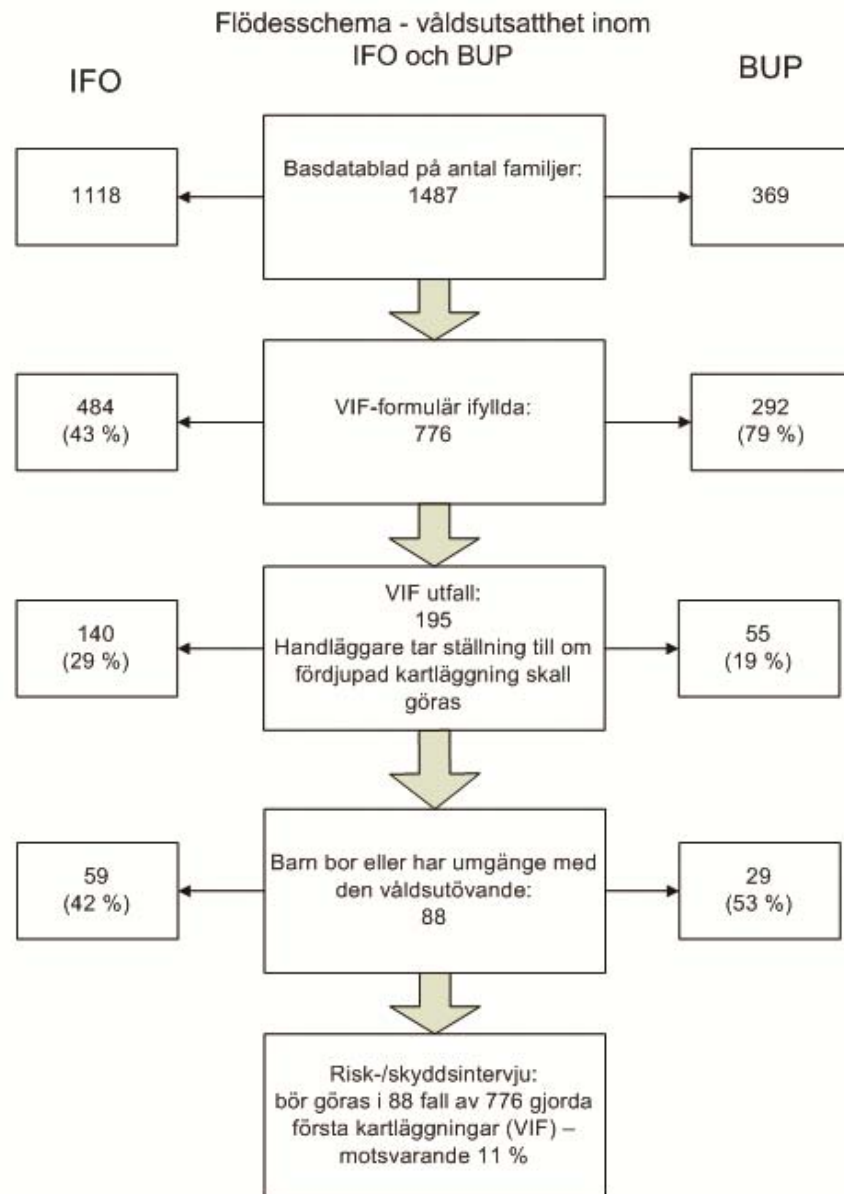 Flödesschema - våldsutsatthet inom
IFO och BUP
IFO
BUP
Basdatablad på antal familjer:
1487
1118
369
VIF-formulär ifyllda:
776
484
(43 %)
292
(79 %)
VIF utfall:
195
Handläggare tar ställning till om
fördjupad kartläggning skall
göras
140
(29 %)
55
(19 %)
Barn bor eller har umgänge med
den våldsutövande:
88
59
(42 %)
29
(53 %)
Risk-/skyddsintervju:
bör göras i 88 fall av 776 gjorda
första kartläggningar (VIF) –
motsvarande 11 %